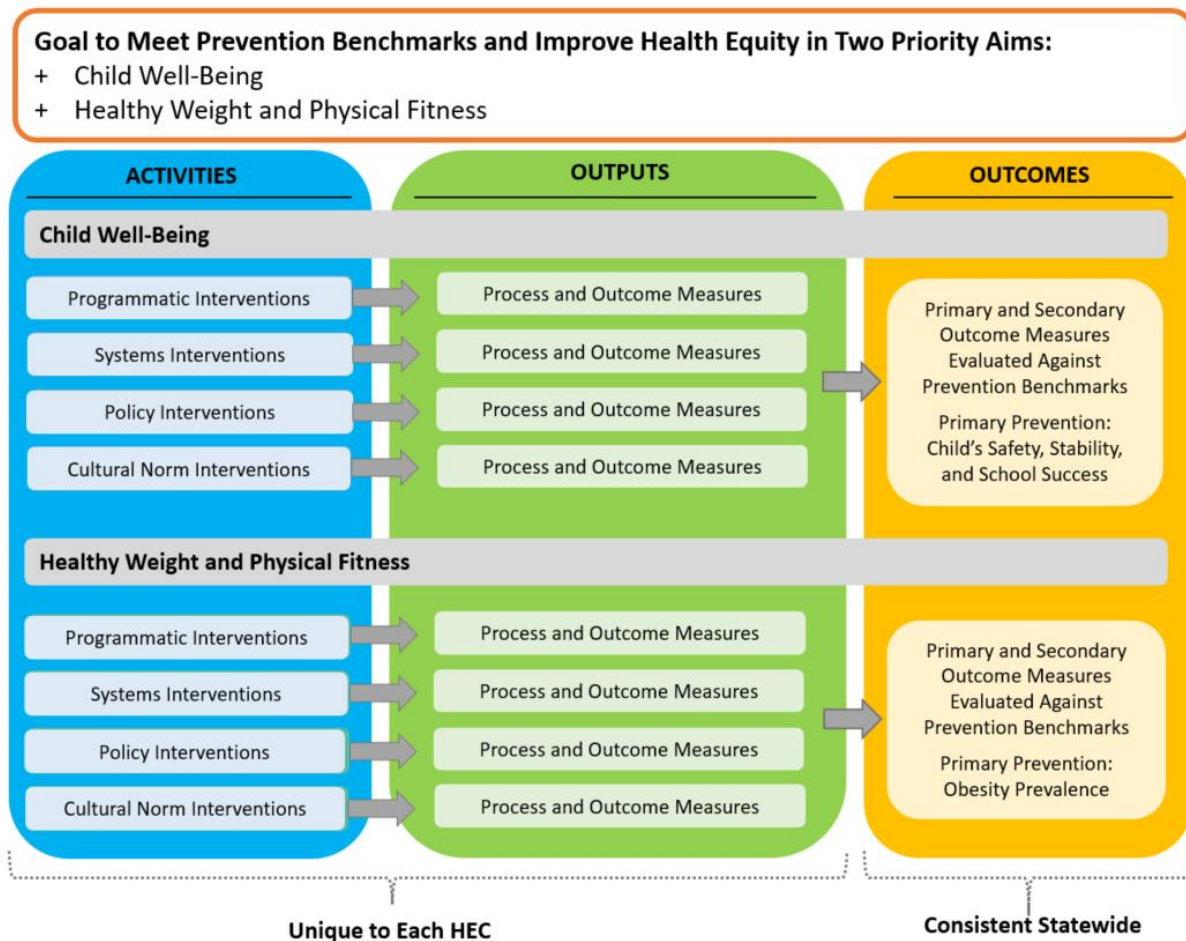 Goal to Meet Prevention Benchmarks and Improve Health Equity in Two Priority Aims:
+ Child Well-Being
+ Healthy Weight and Physical Fitness
ACTIVITIES
OUTPUTS
OUTCOMES
Child Well-Being
Programmatic Interventions
Process and Outcome Measures
Systems Interventions
Process and Outcome Measures
Policy Interventions
Process and Outcome Measures
Cultural Norm Interventions
Process and Outcome Measures
Primary and Secondary
Outcome Measures
Evaluated Against
Prevention Benchmarks
Primary Prevention:
Child's Safety, Stability,
and School Success
Healthy Weight and Physical Fitness
Programmatic Interventions
Process and Outcome Measures
Systems Interventions
Process and Outcome Measures
Policy Interventions
Process and Outcome Measures
Cultural Norm Interventions
Process and Outcome Measures
Primary and Secondary
Outcome Measures
Evaluated Against
Prevention Benchmarks
Primary Prevention:
Obesity Prevalence
Unique to Each HEC
Consistent Statewide